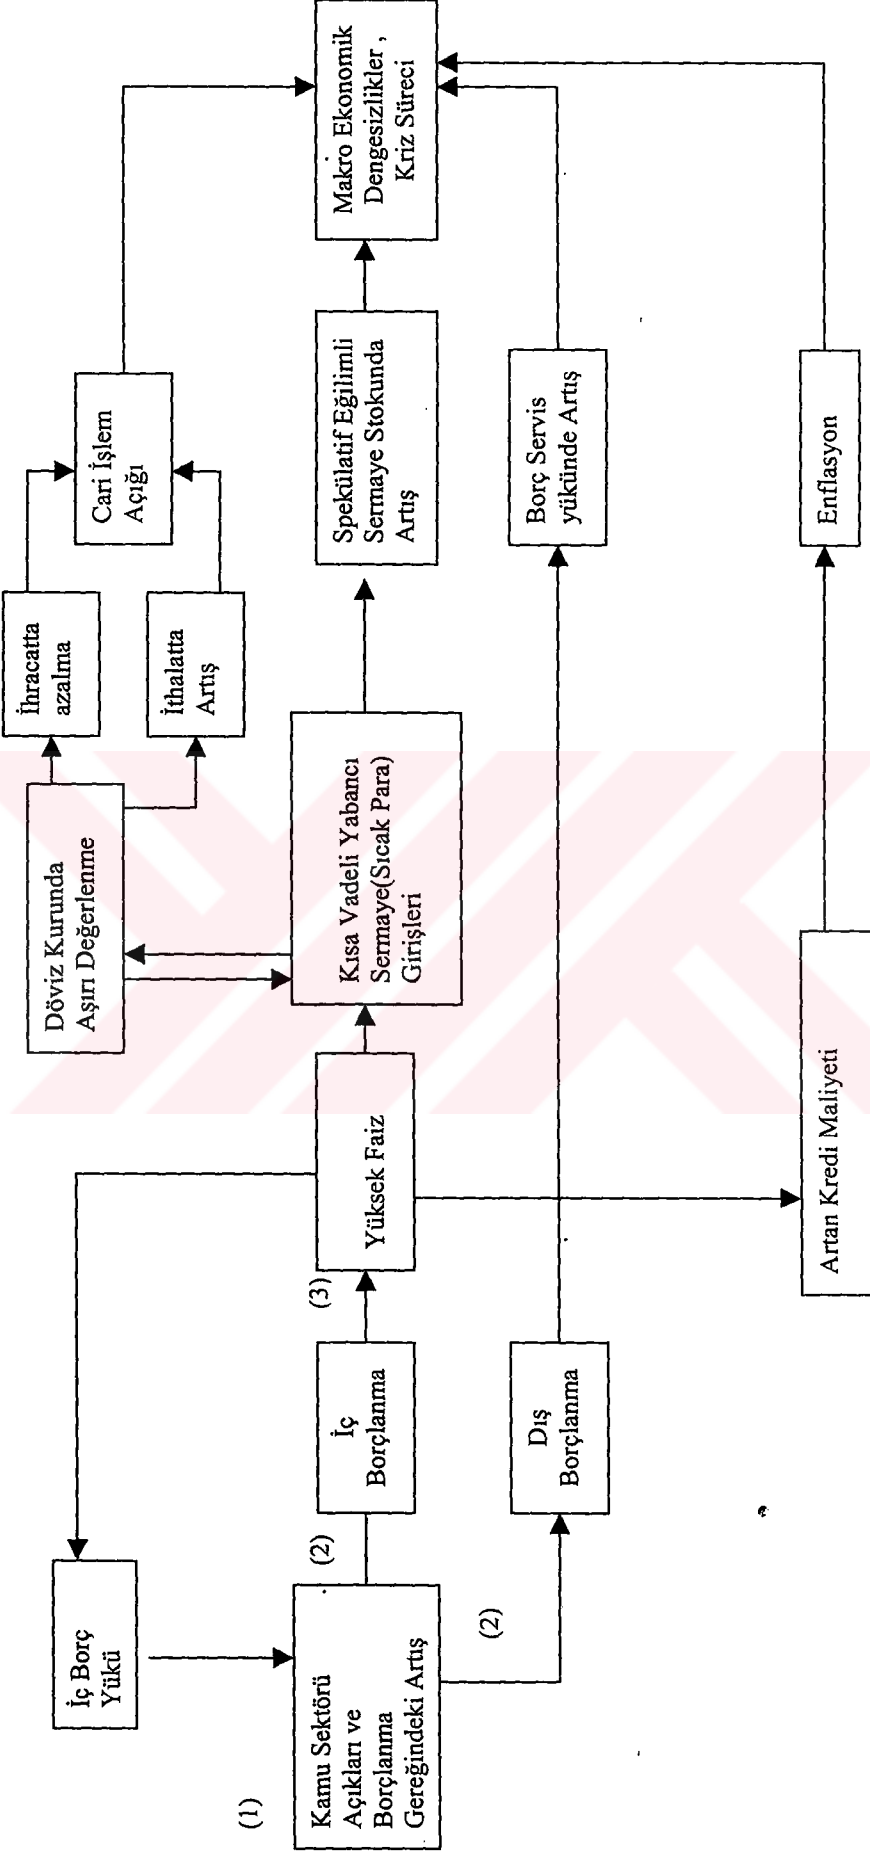 (1)
Kamu Sektörü
Açıkları ve
Borçlanma
Gereğindeki Artış
İç Borç
Yükü
(2)
(2)
İç
Borçlanma
Dış
Borçlanma
(3)
Yüksek Faiz
Artan Kredi Maliyeti
Döviz Kurunda
Aşırı Değerlenme
Kısa Vadeli Yabancı
Sermaye(Sıcak Para)
Girişleri
İhracatta
azalma
İthalatta
Artış
Cari İşlem
Açığı
Spekülatif Eğilimli
Sermaye Stokunda
Artış
Borç Servis
yükünde Artış
Enflasyon
Makro Ekonomik
Dengesizlikler ,
Kriz Süreci